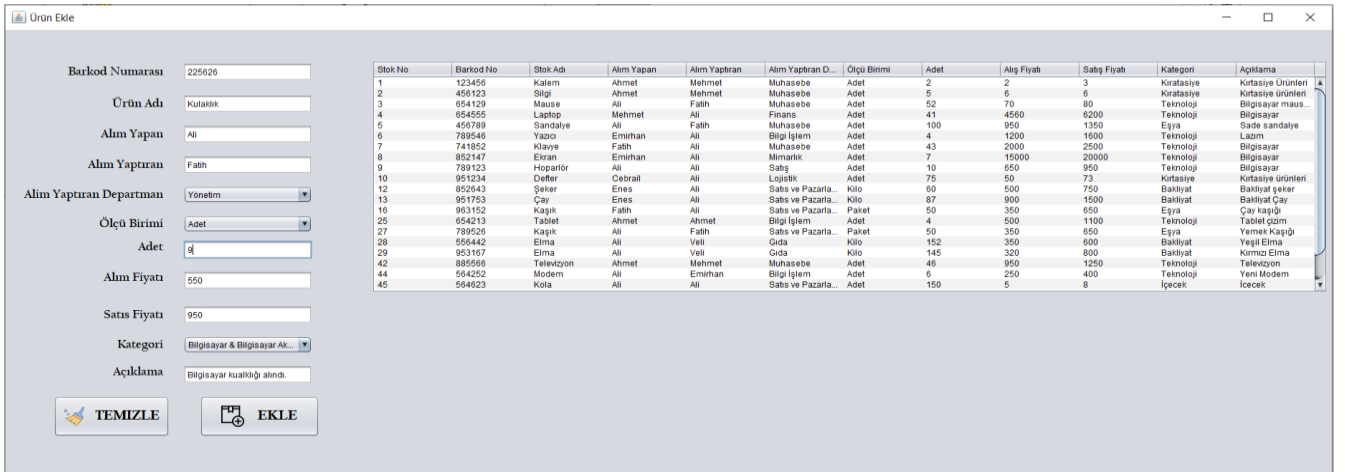 Ürün Ekle
Barkod Numarası 225626
Ürün Adı Kulaklık
Alım Yapan Ali
Alım Yaptıran Fatih
Alim Yaptıran Departman Yönetim
Ölçü Birimi Adet
Adet 9
Alım Fiyatı 550
Satıs Fiyatı 950
Kategori Bilgisayar & Bilgisayar Ak...
Açıklama Bilgisayar kualklığı alındı.
TEMIZLE EKLE
Stok No Barkod No Stok Adı Alım Yapan Alım Yaptıran Alım Yaptıran D... Ölçü Birimi Adet Alış Fiyatı Satış Fiyatı Kategori Açıklama
1 123456 Kalem Ahmet Mehmet Muhasebe Adet 2 2 3 Kıratasiye Kırtasiye Ürünleri
2 456123 Silgi Ahmet Mehmet Muhasebe Adet 5 6 6 Kıratasiye Kırtasiye ürünleri
3 654129 Mause Ali Fatih Muhasebe Adet 52 70 80 Teknoloji Bilgisayar maus...
4 654555 Laptop Mehmet Ali Finans Adet 41 4560 6200 Teknoloji Bilgisayar
5 456789 Sandalye Ali Fatih Muhasebe Adet 100 950 1350 Eşya Sade sandalye
6 789546 Yazıcı Emirhan Ali Bilgi İşlem Adet 4 1200 1600 Teknoloji Lazım
7 741852 Klavye Fatih Ali Muhasebe Adet 43 2000 2500 Teknoloji Bilgisayar
8 852147 Ekran Emirhan Ali Mimarlık Adet 7 15000 20000 Teknoloji Bilgisayar
9 789123 Hoparlör Ali Ali Satış Adet 10 650 950 Teknoloji Bilgisayar
10 951234 Defter Cebrail Ali Lojistik Adet 75 50 73 Kırtasiye Kırtasiye ürünleri
12 852643 Şeker Enes Ali Satıs ve Pazarla... Kilo 60 500 750 Bakliyat Bakliyat şeker
13 951753 Çay Enes Ali Satıs ve Pazarla... Kilo 87 900 1500 Bakliyat Bakliyat Çay
16 963152 Kaşık Fatih Ali Satıs ve Pazarla... Paket 50 350 650 Eşya Çay kaşığı
25 654213 Tablet Ahmet Ahmet Bilgi İşlem Adet 4 500 1100 Teknoloji Tablet çizim
27 789526 Kaşık Ali Fatih Satıs ve Pazarla... Paket 50 350 650 Eşya Yemek Kaşığı
28 556442 Elma Ali Veli Gıda Kilo 152 350 600 Bakliyat Yeşil Elma
29 953167 Elma Ali Veli Gıda Kilo 145 320 800 Bakliyat Kırmızı Elma
42 885566 Televizyon Ahmet Mehmet Muhasebe Adet 46 950 1250 Teknoloji Televizyon
44 564252 Modem Ali Emirhan Bilgi İşlem Adet 6 250 400 Teknoloji Yeni Modem
45 564623 Kola Ali Ali Satıs ve Pazarla... Adet 150 5 8 İçecek İcecek